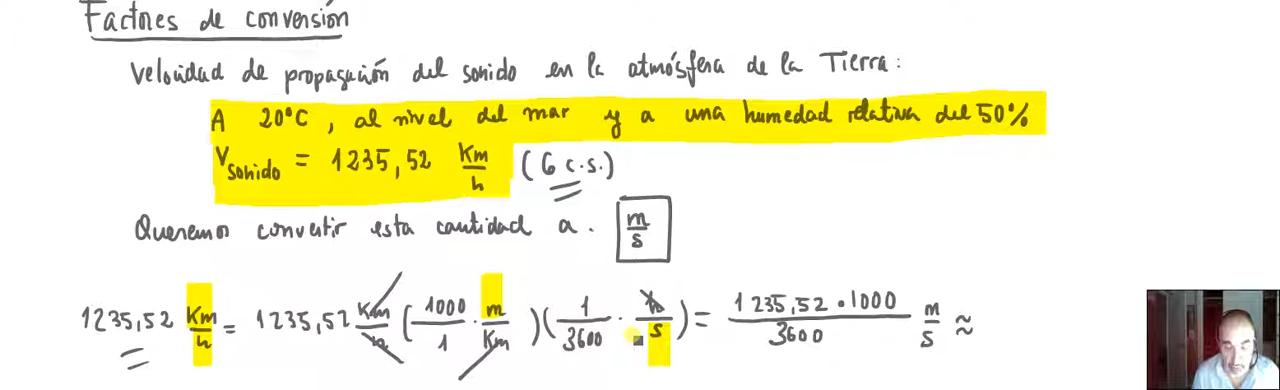 Factores de conversión
Velocidad de propagación del sonido en la atmósfera de la Tierra:
A 20°C, al nivel del mar y a una humedad relativa del 50%
V sonido = 1235,52 Km/h (6 c.s.)
Queremos convertir esta cantidad a. m/s
1235,52 Km/h = 1235,52 Km/h (1000/1 · m/Km)(1/3600 · h/s) = 1235,52·1000/3600 m/s ≈